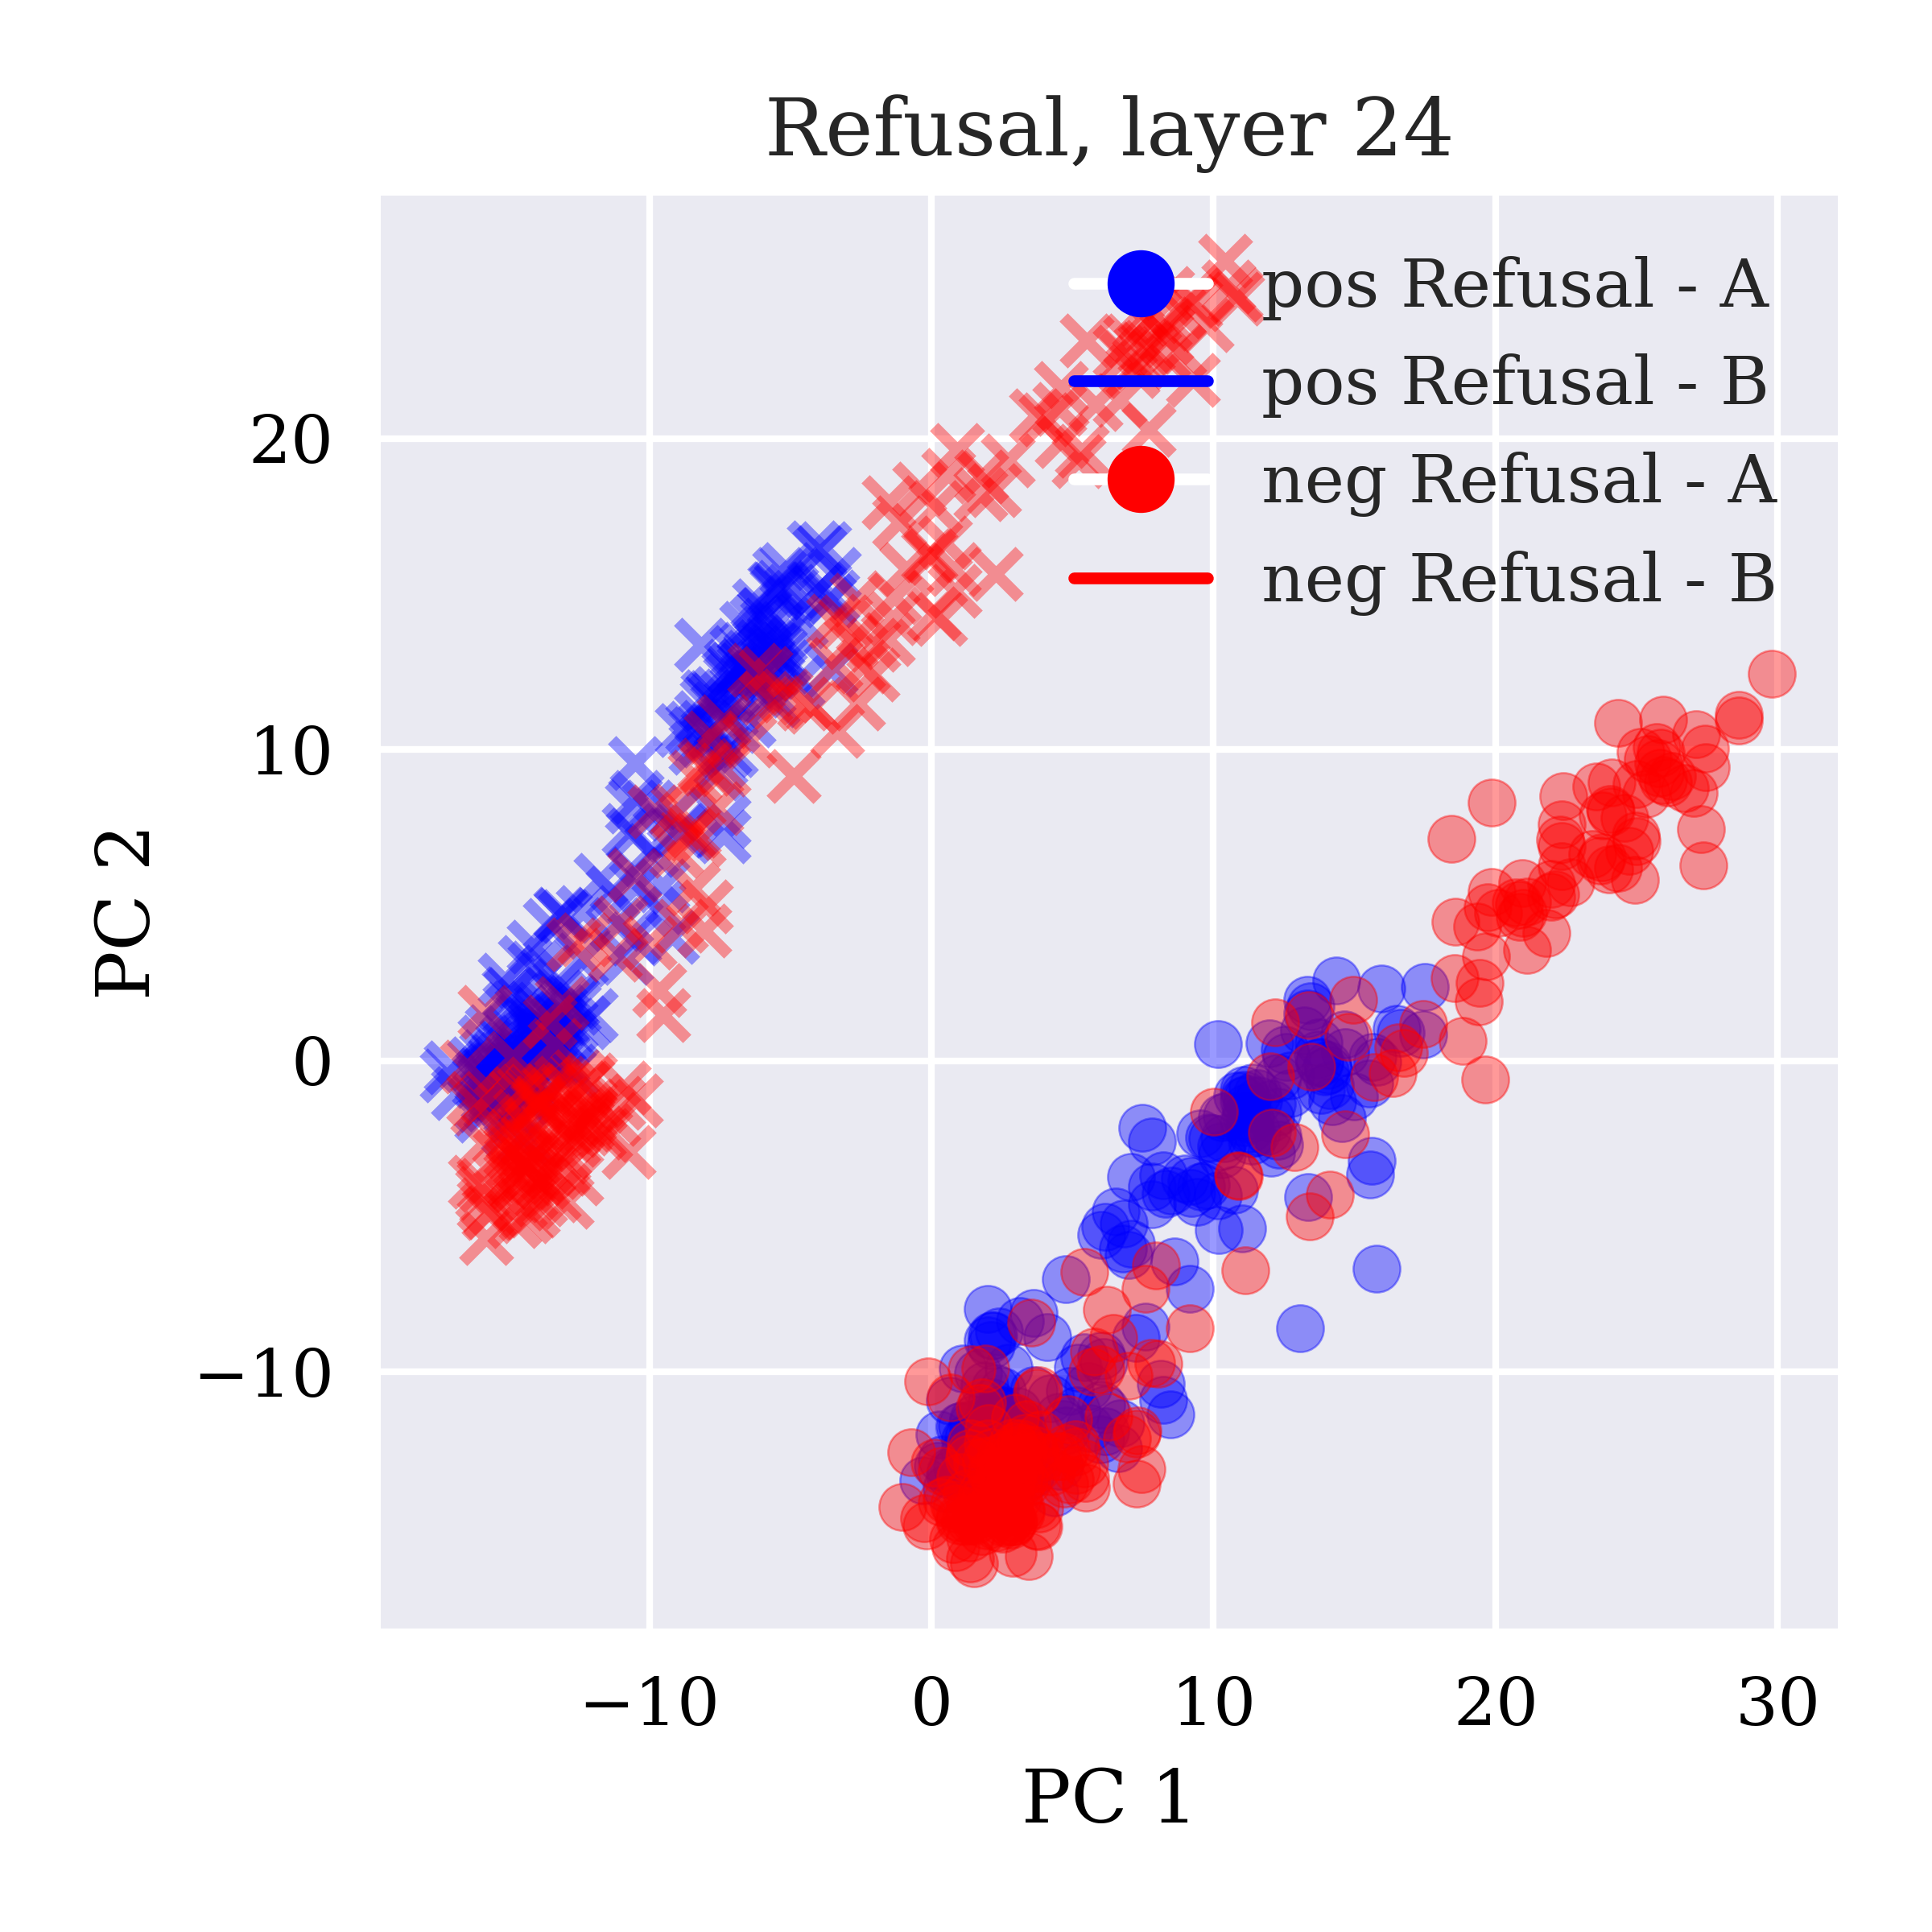 Refusal, layer 24
pos Refusal - A
pos Refusal - B
neg Refusal - A
neg Refusal - B
20
10
0
−10
PC 2
−10 0 10 20 30
PC 1